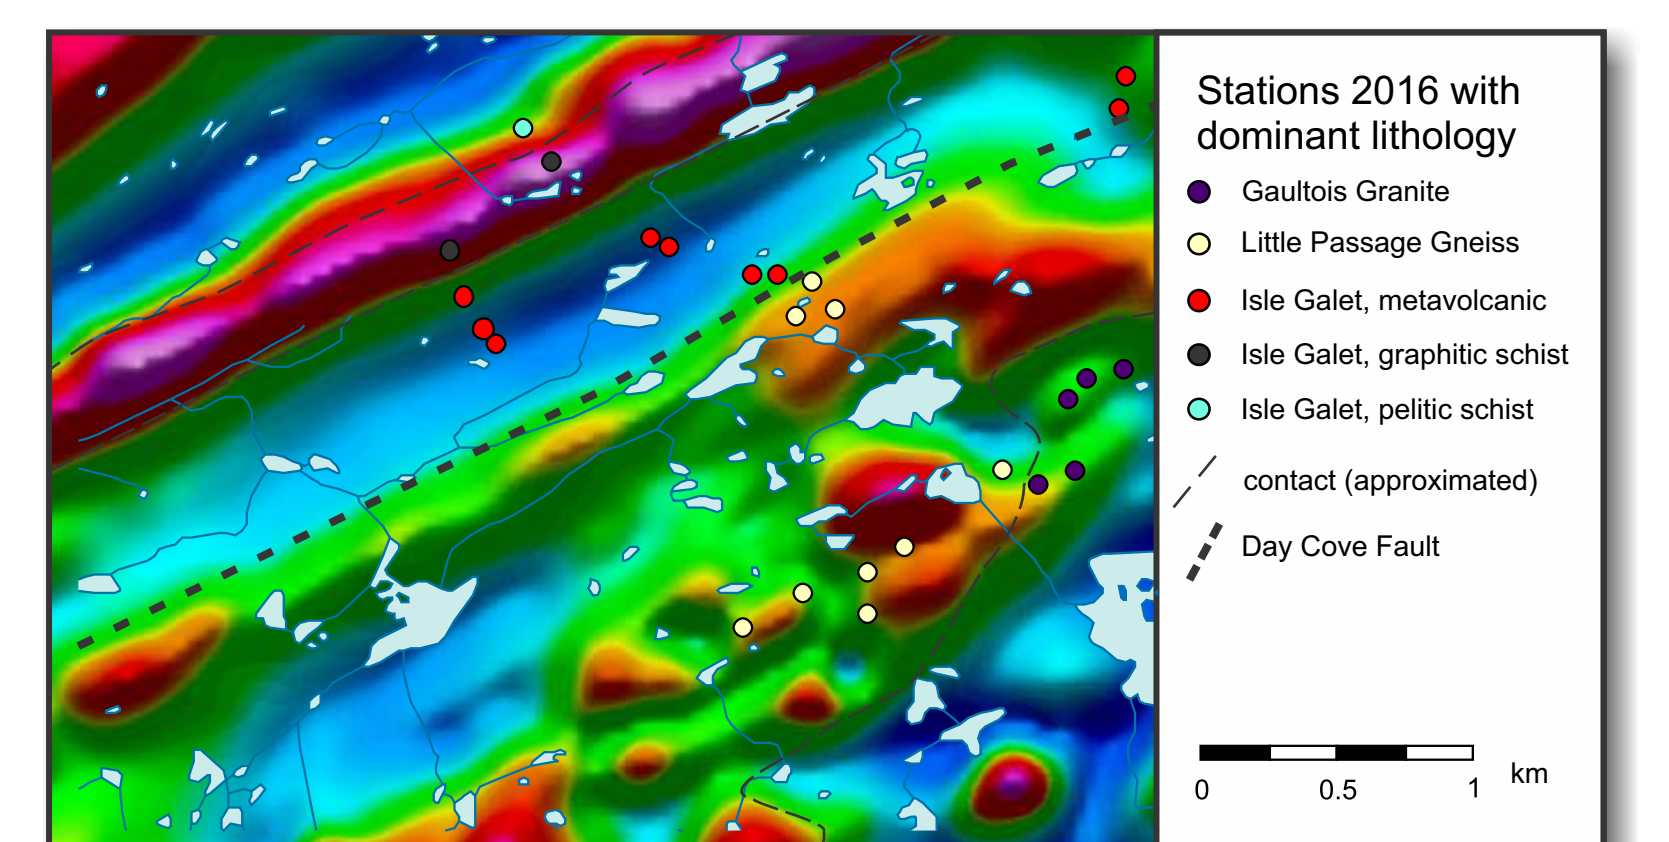 Stations 2016 with
dominant lithology
Gaultois Granite
Little Passage Gneiss
Isle Galet, metavolcanic
Isle Galet, graphitic schist
Isle Galet, pelitic schist
contact (approximated)
Day Cove Fault
0 0.5 1 km